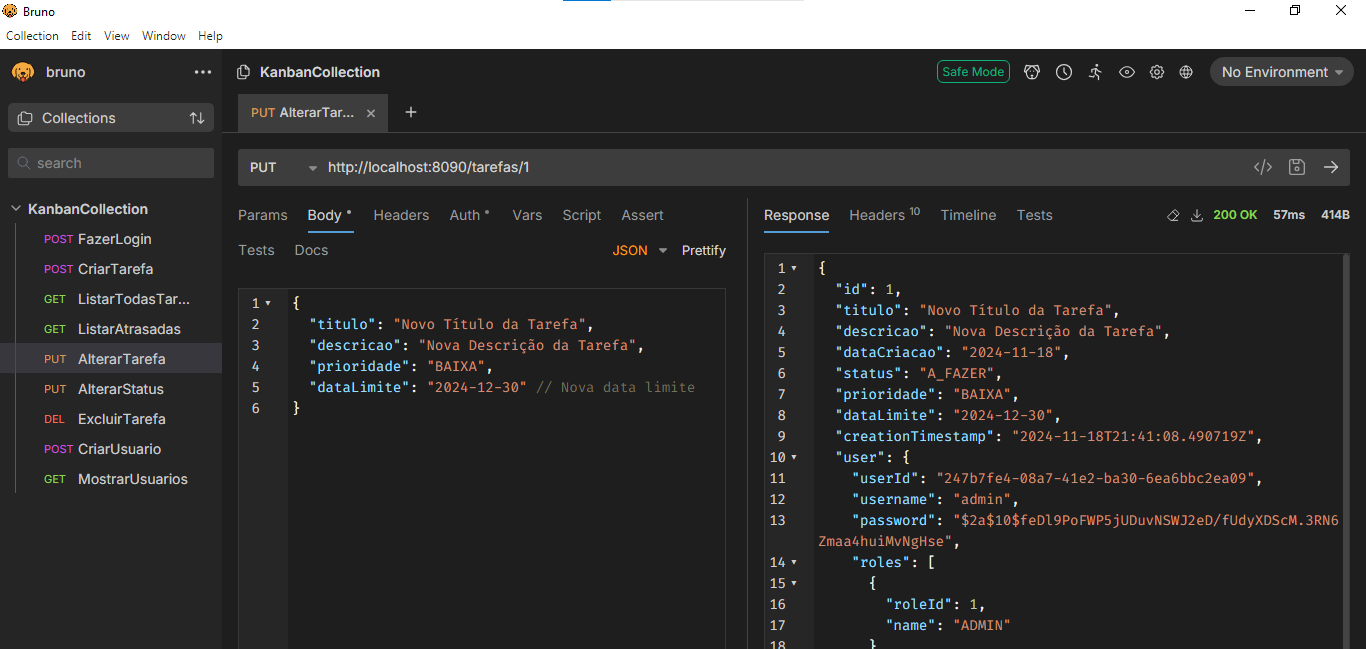 Bruno
Collection Edit View Window Help
bruno
Collections
search
KanbanCollection
POST FazerLogin
POST CriarTarefa
GET ListarTodasTar...
GET ListarAtrasadas
PUT AlterarTarefa
PUT AlterarStatus
DEL ExcluirTarefa
POST CriarUsuario
GET MostrarUsuarios
KanbanCollection
Safe Mode
No Environment
PUT AlterarTar...
PUT http://localhost:8090/tarefas/1
Params Body Headers Auth Vars Script Assert
Tests Docs
JSON Prettify
1 {
2 "titulo": "Novo Título da Tarefa",
3 "descricao": "Nova Descrição da Tarefa",
4 "prioridade": "BAIXA",
5 "dataLimite": "2024-12-30" // Nova data limite
6 }
Response Headers 10 Timeline Tests
200 OK 57ms 414B
1 {
2 "id": 1,
3 "titulo": "Novo Título da Tarefa",
4 "descricao": "Nova Descrição da Tarefa",
5 "dataCriacao": "2024-11-18",
6 "status": "A_FAZER",
7 "prioridade": "BAIXA",
8 "dataLimite": "2024-12-30",
9 "creationTimestamp": "2024-11-18T21:41:08.490719Z",
10 "user": {
11 "userId": "247b7fe4-08a7-41e2-ba30-6ea6bbc2ea09",
12 "username": "admin",
13 "password": "$2a$10$feDl9PoFWP5jUDuvNSWJ2eD/fUdyXDScM.3RN6
Zmaa4huiMvNgHse",
14 "roles": [
15 {
16 "roleId": 1,
17 "name": "ADMIN"
18 }